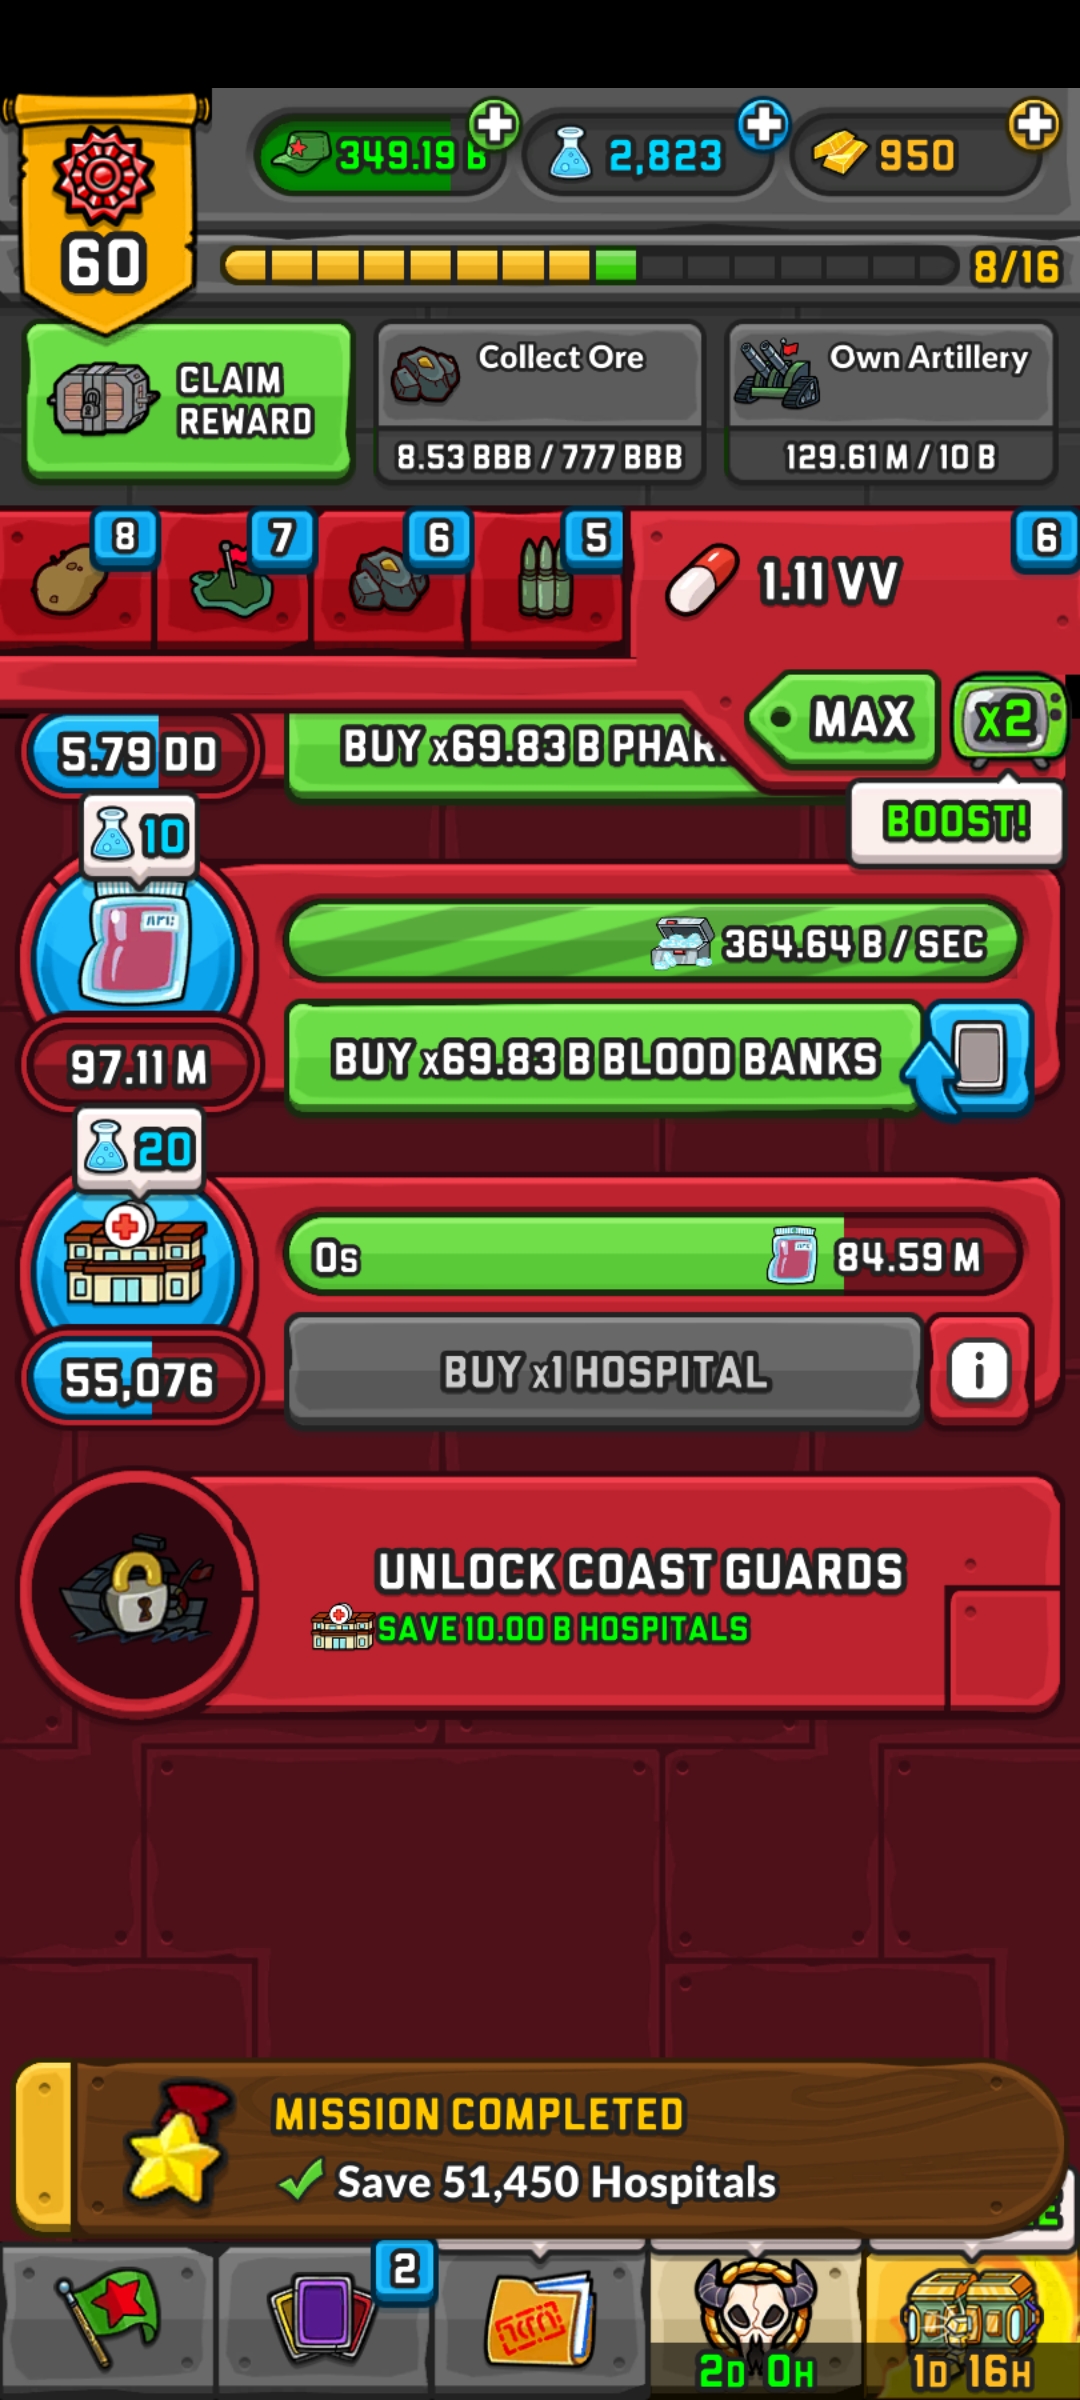 349.19 B
2,823
950
60
8/16
CLAIM
REWARD
Collect Ore
8.53 BBB / 777 BBB
Own Artillery
129.61 M / 10 B
8
7
6
5
6
1.11 VV
MAX
x2
5.79 DD
BUY x69.83 B
BOOST!
10
364.64 B / SEC
97.11 M
BUY x69.83 B BLOOD BANKS
20
0s
84.59 M
55,076
BUY x1 HOSPITAL
i
UNLOCK COAST GUARDS
SAVE 10.00 B HOSPITALS
MISSION COMPLETED
Save 51,450 Hospitals
2
2D 0H
1D 16H